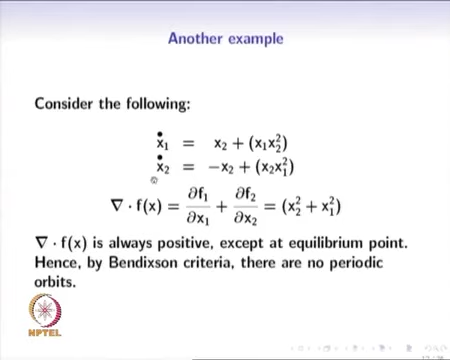 Another example
Consider the following:
ẋ₁ = x₂ + (x₁x₂²)
ẋ₂ = −x₂ + (x₂x₁²)
∇ · f(x) = ∂f₁/∂x₁ + ∂f₂/∂x₂ = (x₂² + x₁²)
∇ · f(x) is always positive, except at equilibrium point.
Hence, by Bendixson criteria, there are no periodic
orbits.
NPTEL